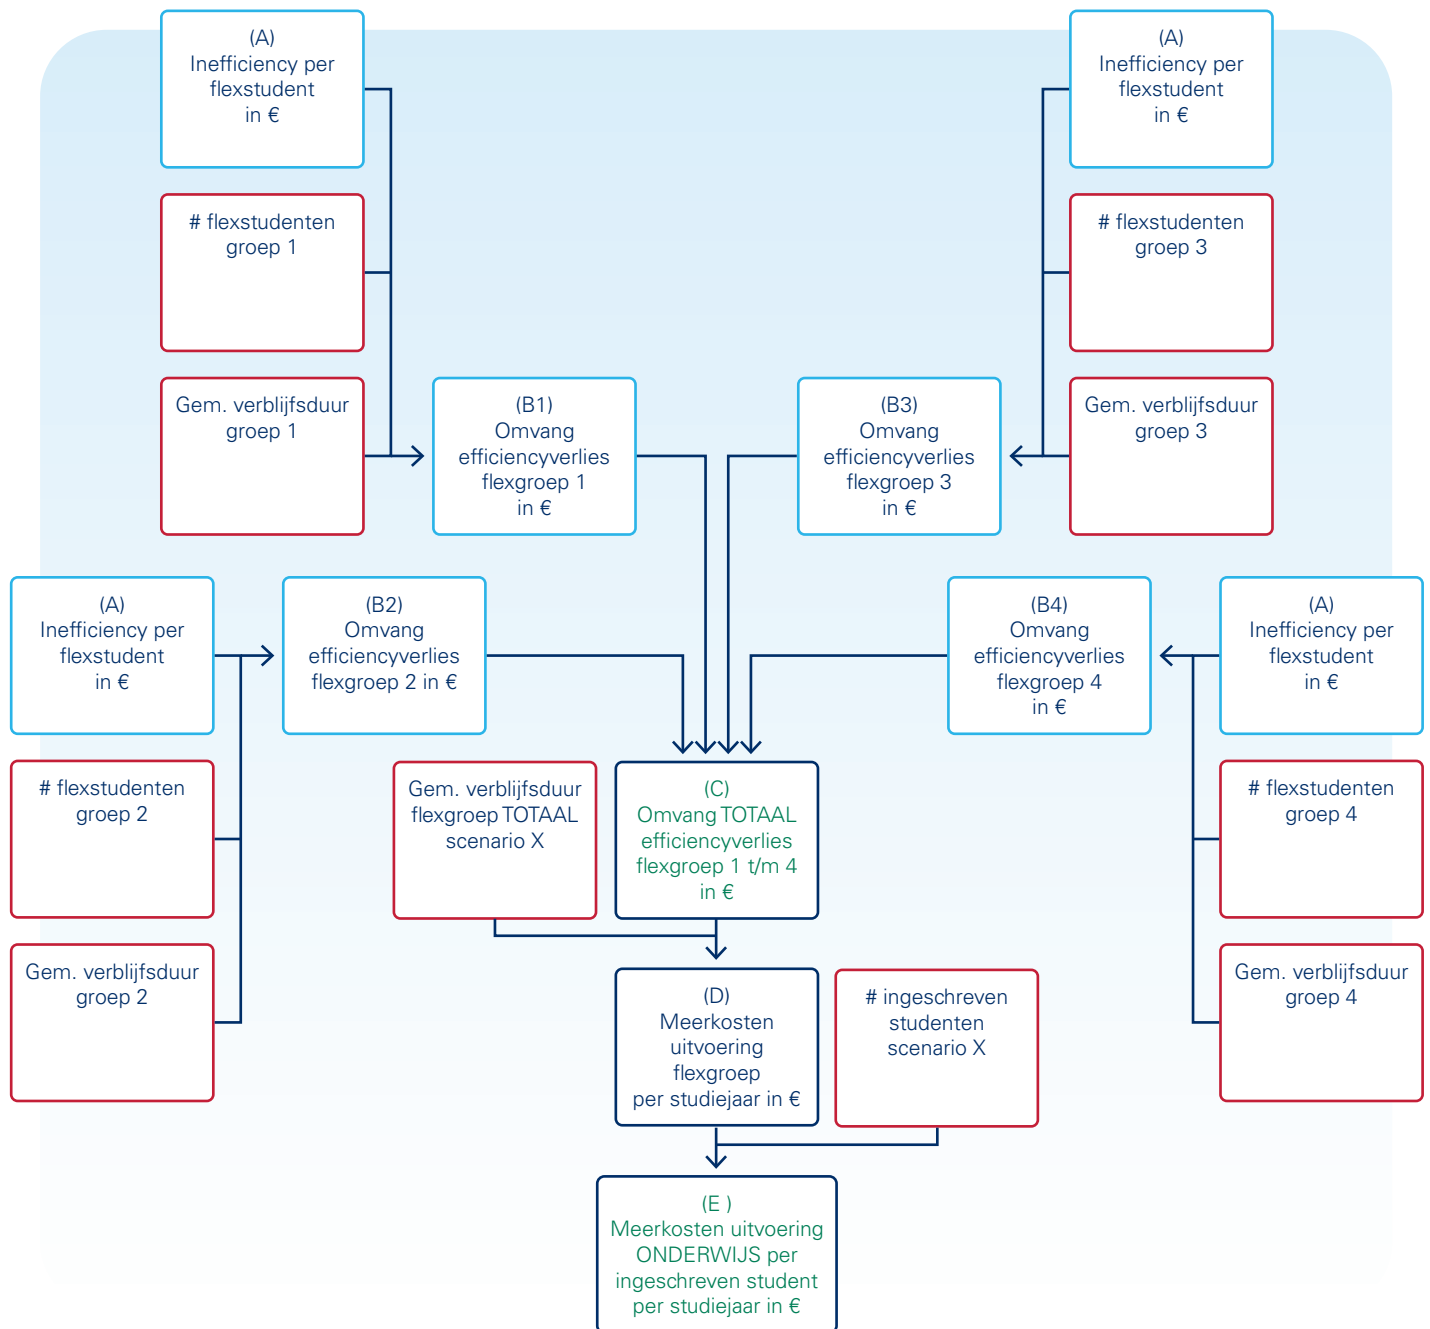 (A)
Inefficiency per
flexstudent
in €
(A)
Inefficiency per
flexstudent
in €
# flexstudenten
groep 1
# flexstudenten
groep 3
Gem. verblijfsduur
groep 1
(B1)
Omvang
efficiencyverlies
flexgroep 1
in €
(B3)
Omvang
efficiencyverlies
flexgroep 3
in €
Gem. verblijfsduur
groep 3
(A)
Inefficiency per
flexstudent
in €
(B2)
Omvang
efficiencyverlies
flexgroep 2 in €
(B4)
Omvang
efficiencyverlies
flexgroep 4
in €
(A)
Inefficiency per
flexstudent
in €
# flexstudenten
groep 2
Gem. verblijfsduur
flexgroep TOTAAL
scenario X
(C)
Omvang TOTAAL
efficiencyverlies
flexgroep 1 t/m 4
in €
# flexstudenten
groep 4
Gem. verblijfsduur
groep 2
(D)
Meerkosten
uitvoering
flexgroep
per studiejaar in €
# ingeschreven
studenten
scenario X
Gem. verblijfsduur
groep 4
(E )
Meerkosten uitvoering
ONDERWIJS per
ingeschreven student
per studiejaar in €